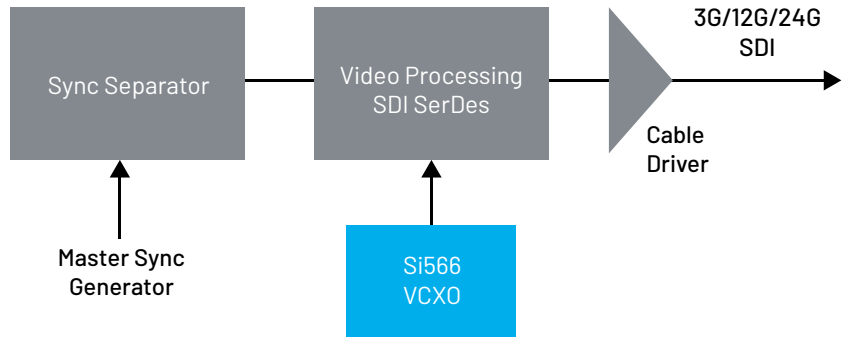 3G/12G/24G
SDI
Sync Separator
Video Processing
SDI SerDes
Cable
Driver
Master Sync
Generator
Si566
VCXO